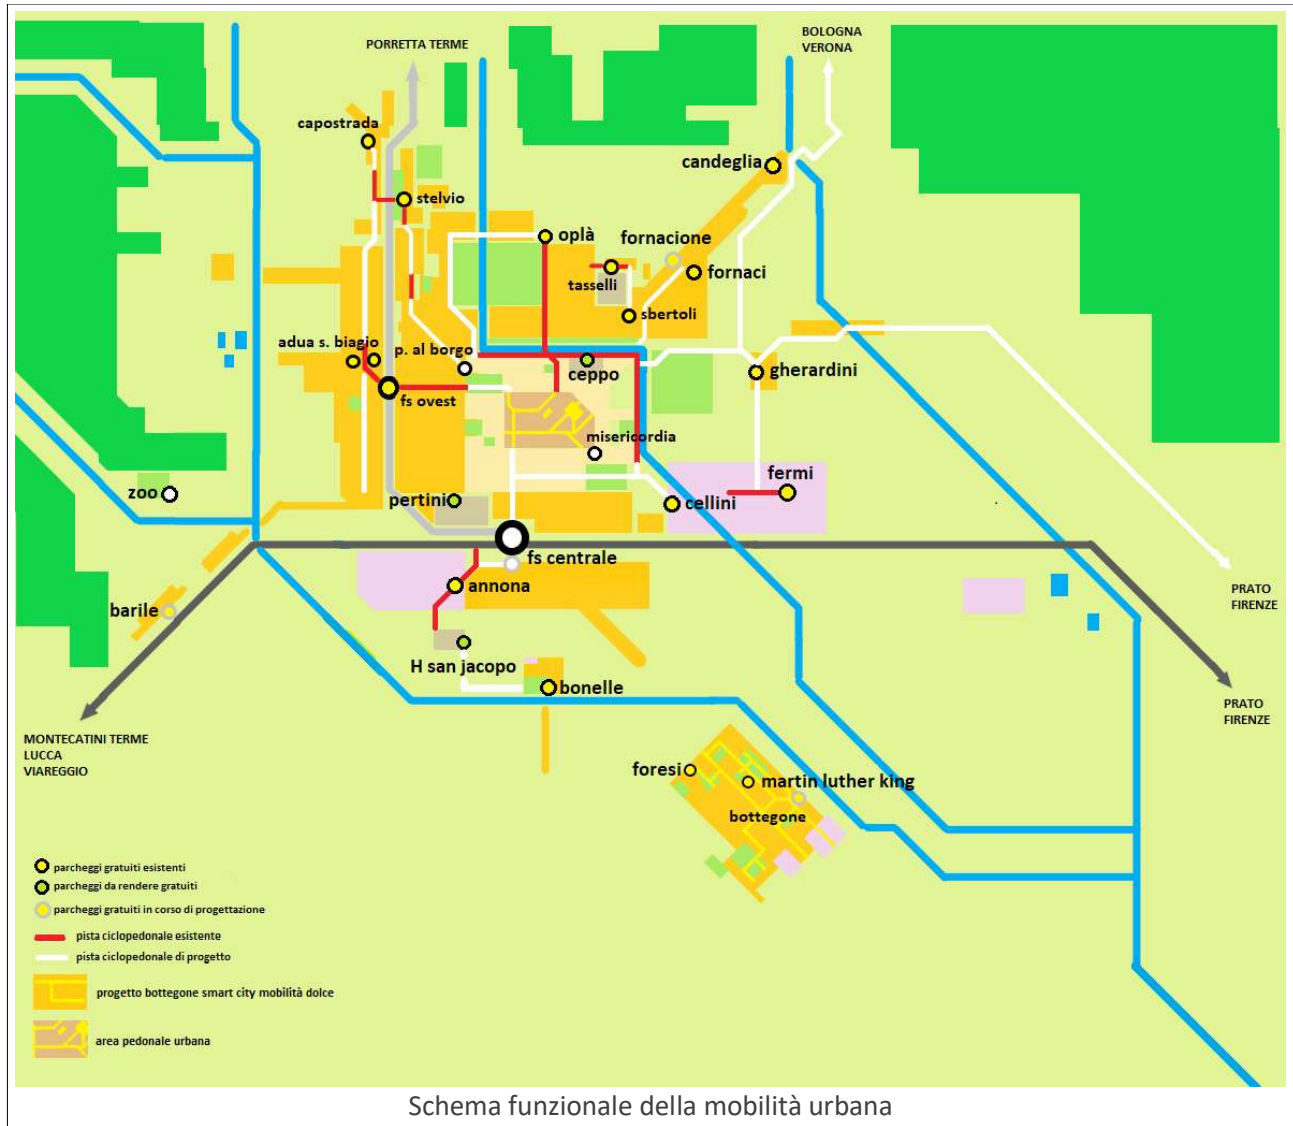 PORRETTA TERME
BOLOGNA
VERONA
capostrada
candeglia
stelvio
oplà
fornacione
fornaci
tasselli
sbertoli
adua s. biagio
p. al borgo
ceppo
gherardini
fs ovest
misericordia
fermi
zoo
pertini
cellini
fs centrale
annona
barile
PRATO
FIRENZE
H san jacopo
bonelle
PRATO
FIRENZE
MONTECATINI TERME
LUCCA
VIAREGGIO
foresi
martin luther king
bottegone
parcheggi gratuiti esistenti
parcheggi da rendere gratuiti
parcheggi gratuiti in corso di progettazione
pista ciclopedonale esistente
pista ciclopedonale di progetto
progetto bottegone smart city mobilità dolce
area pedonale urbana
Schema funzionale della mobilità urbana